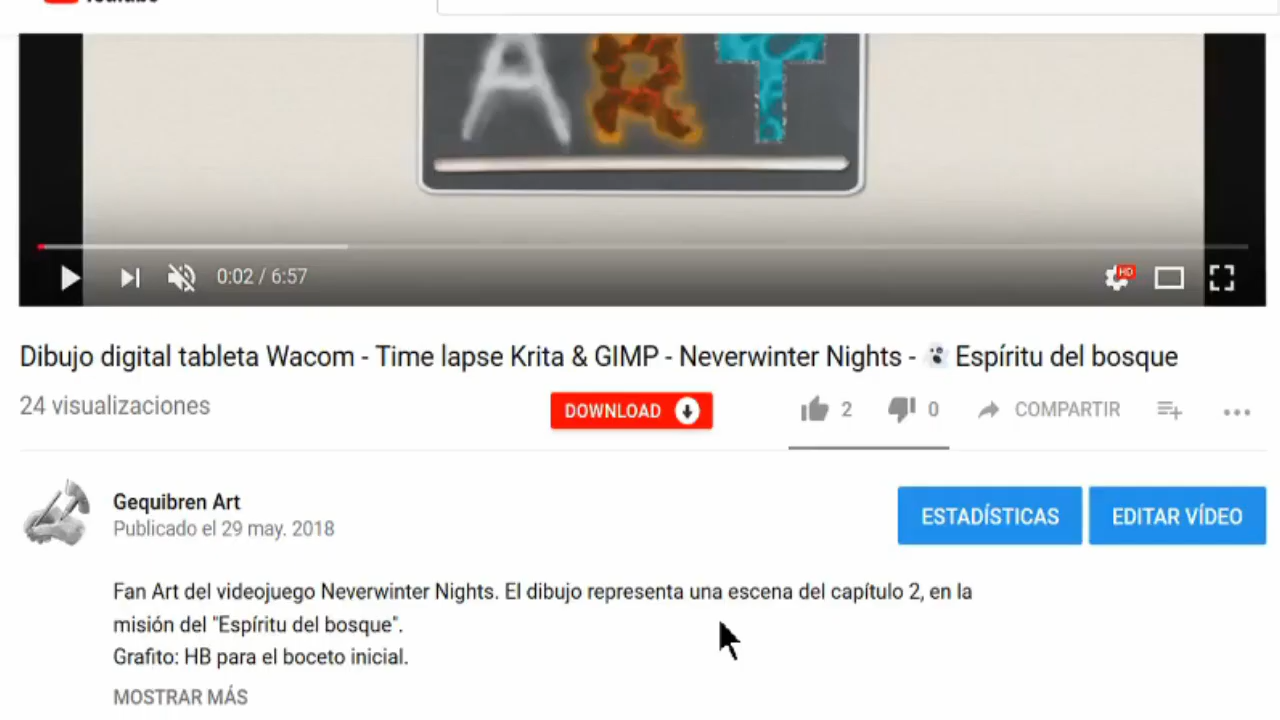 YouTube
ART
0:02 / 6:57
HD
Dibujo digital tableta Wacom - Time lapse Krita & GIMP - Neverwinter Nights - 👻 Espíritu del bosque
24 visualizaciones
DOWNLOAD
2
0
COMPARTIR
Gequibren Art
Publicado el 29 may. 2018
ESTADÍSTICAS
EDITAR VÍDEO
Fan Art del videojuego Neverwinter Nights. El dibujo representa una escena del capítulo 2, en la
misión del "Espíritu del bosque".
Grafito: HB para el boceto inicial.
MOSTRAR MÁS